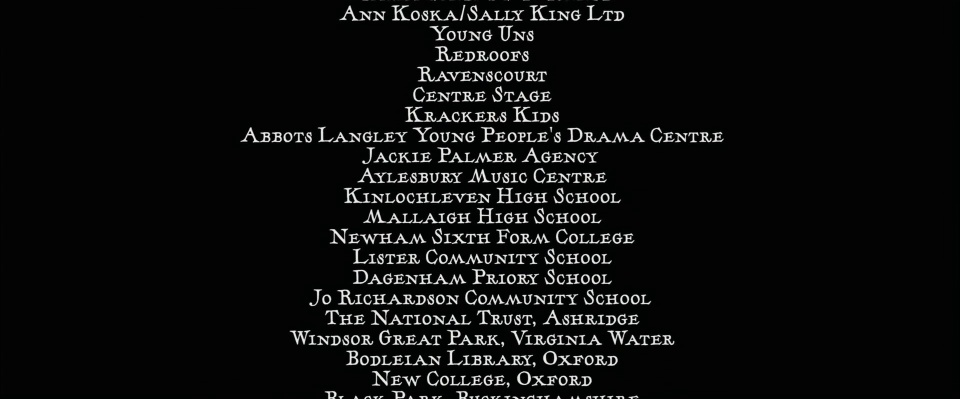 Ann Koska/Sally King Ltd
Young Uns
Redroofs
Ravenscourt
Centre Stage
Krackers Kids
Abbots Langley Young People's Drama Centre
Jackie Palmer Agency
Aylesbury Music Centre
Kinlochleven High School
Mallaigh High School
Newham Sixth Form College
Lister Community School
Dagenham Priory School
Jo Richardson Community School
The National Trust, Ashridge
Windsor Great Park, Virginia Water
Bodleian Library, Oxford
New College, Oxford
Black Park, Buckinghamshire